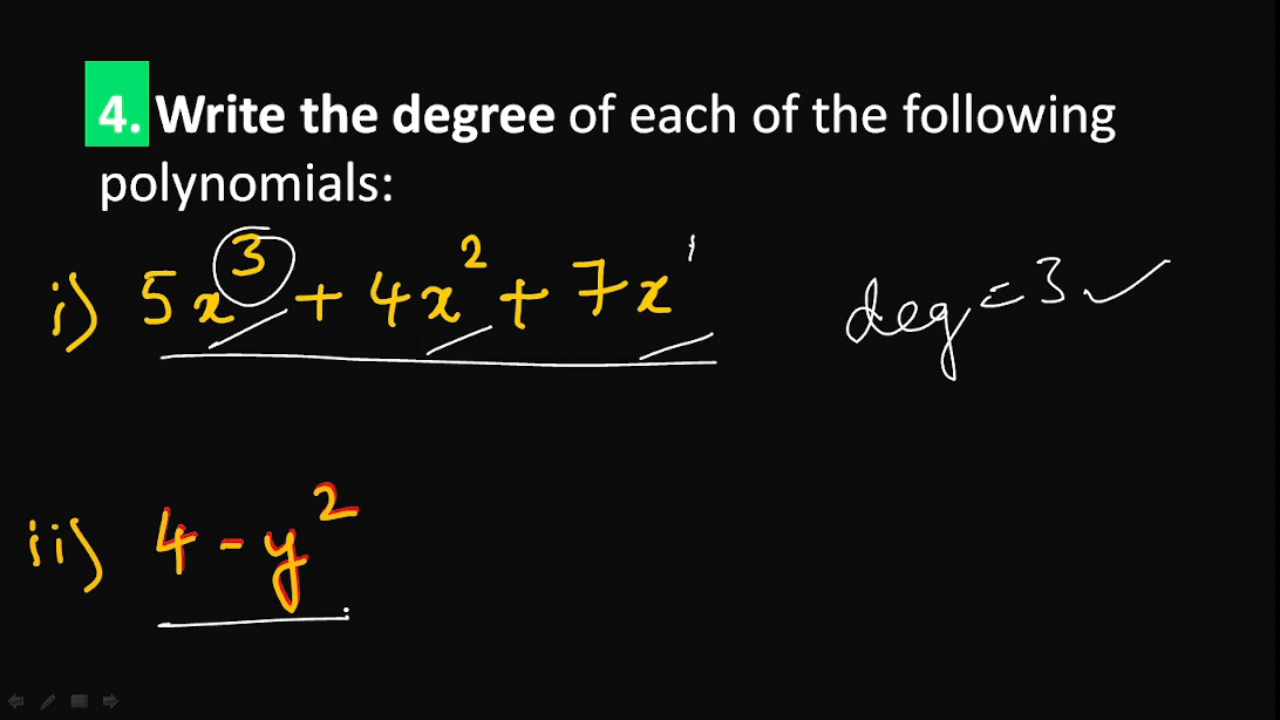 4. Write the degree of each of the following
polynomials:
i) 5x³ + 4x² + 7x¹
deg = 3 ✓
ii) 4 - y²